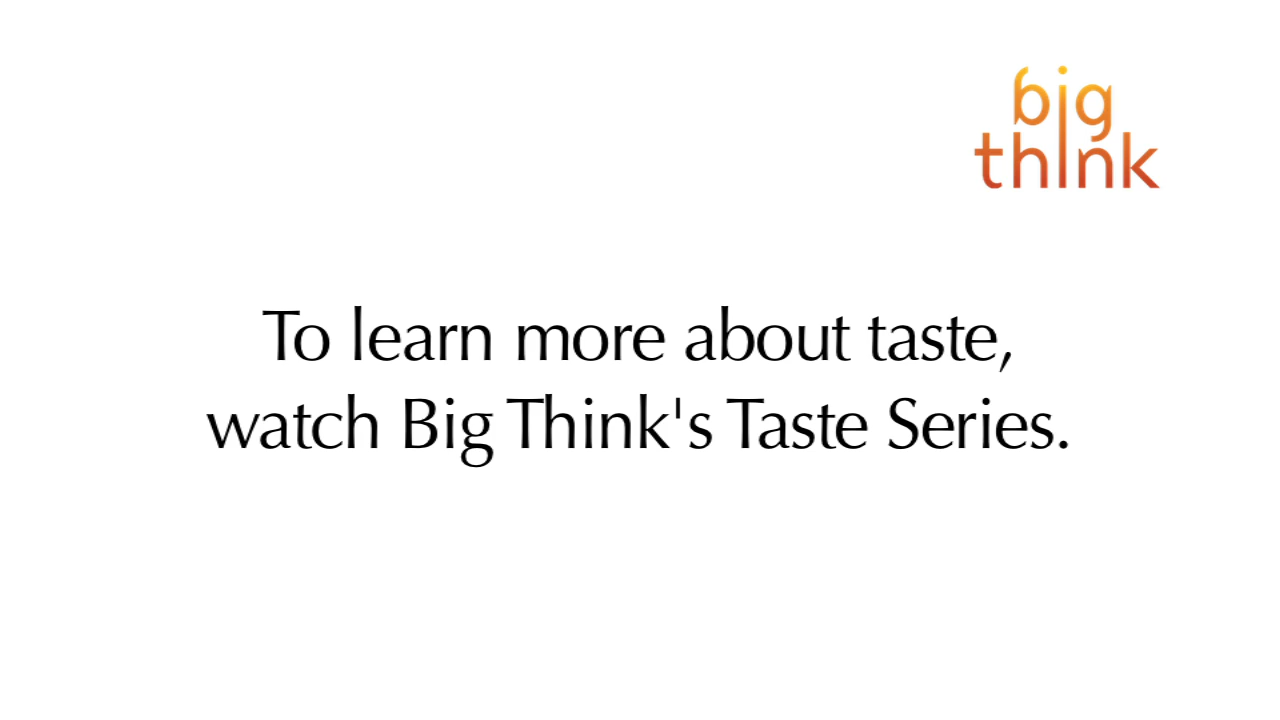 big
think
To learn more about taste,
watch Big Think's Taste Series.